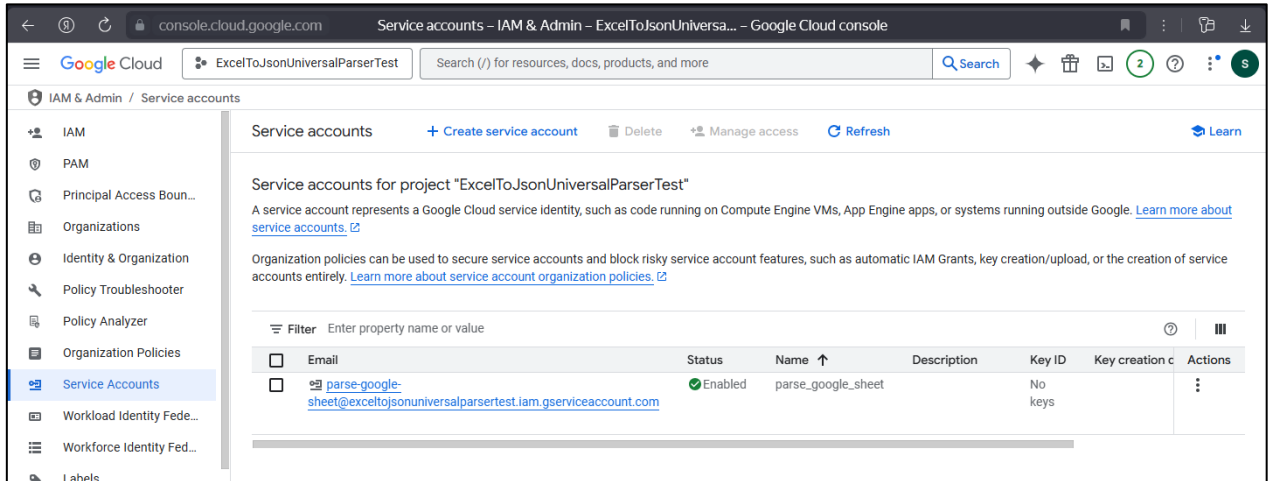 console.cloud.google.com Service accounts – IAM & Admin – ExcelToJsonUniversa... – Google Cloud console
Google Cloud ExcelToJsonUniversalParserTest Search (/) for resources, docs, products, and more Search 2 S
IAM & Admin / Service accounts
IAM
PAM
Principal Access Boun...
Organizations
Identity & Organization
Policy Troubleshooter
Policy Analyzer
Organization Policies
Service Accounts
Workload Identity Fede...
Workforce Identity Fed...
Labels
Service accounts + Create service account Delete Manage access Refresh Learn
Service accounts for project "ExcelToJsonUniversalParserTest"
A service account represents a Google Cloud service identity, such as code running on Compute Engine VMs, App Engine apps, or systems running outside Google. Learn more about
service accounts.
Organization policies can be used to secure service accounts and block risky service account features, such as automatic IAM Grants, key creation/upload, or the creation of service
accounts entirely. Learn more about service account organization policies.
Filter Enter property name or value
Email Status Name Description Key ID Key creation c Actions
parse-google- Enabled parse_google_sheet No
sheet@exceltojsonuniversalparsertest.iam.gserviceaccount.com keys